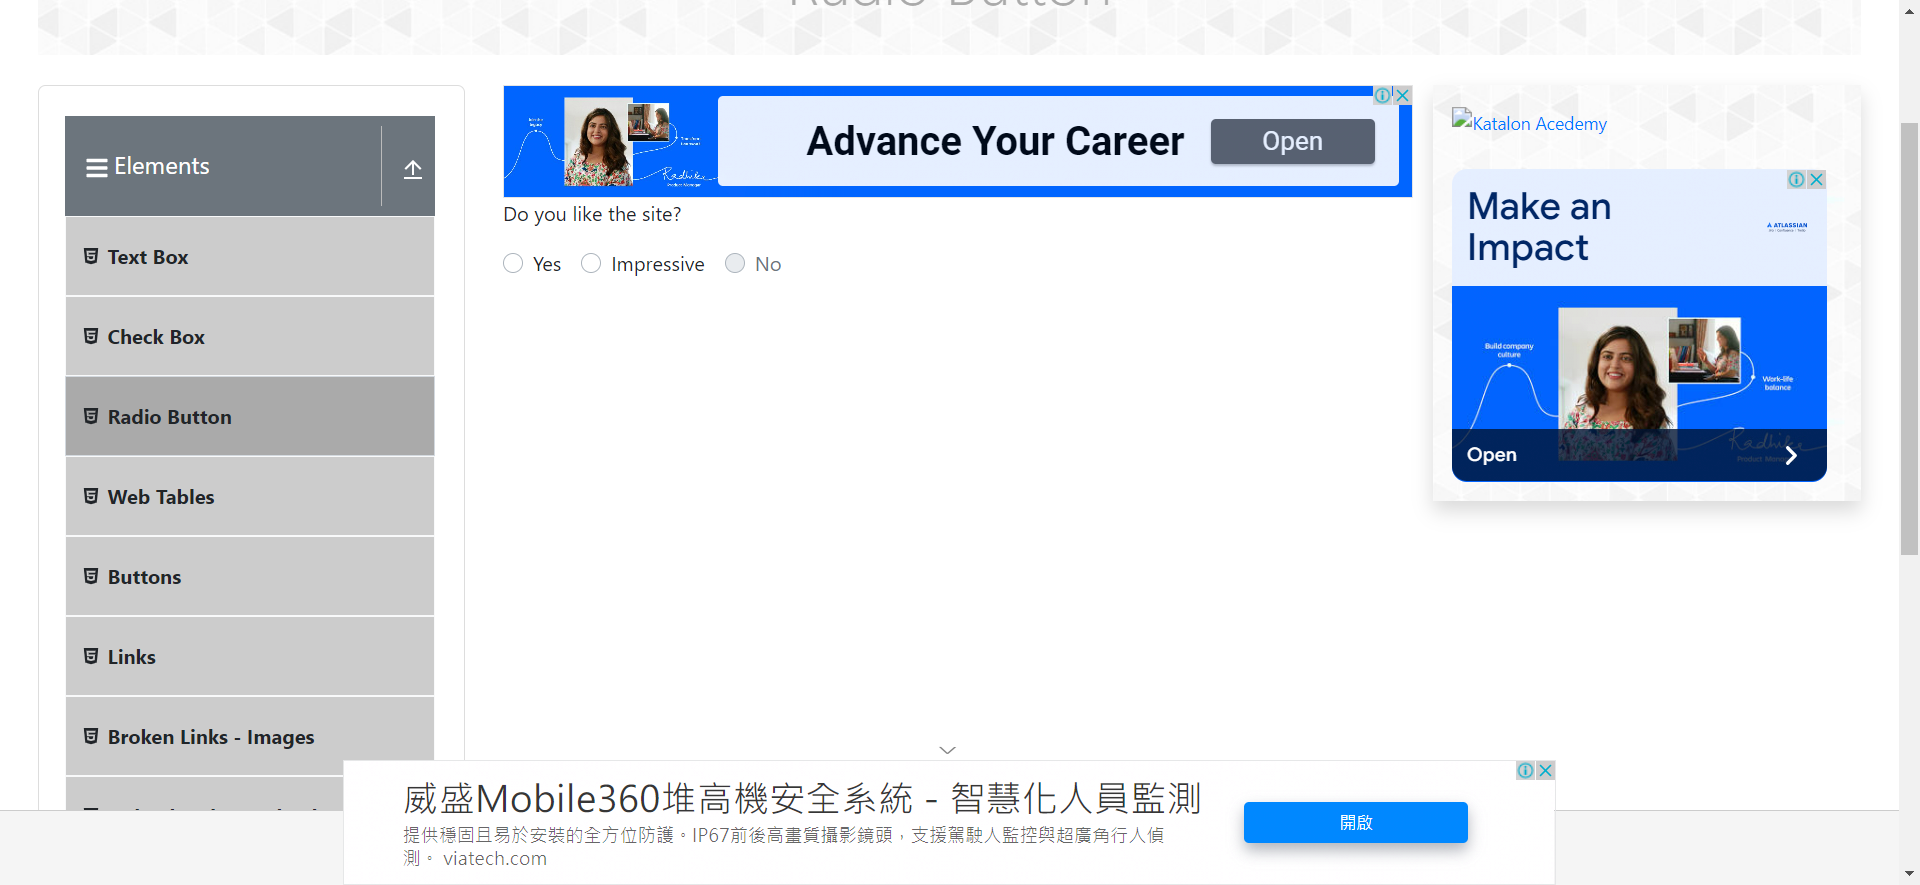 Radio Button
Elements
Text Box
Check Box
Radio Button
Web Tables
Buttons
Links
Broken Links - Images
Advance Your Career
Open
Do you like the site?
Yes
Impressive
No
Katalon Acedemy
Make an
Impact
ATLASSIAN
Build company
culture
Work-life
balance
Radhika
Product Manager
Open
威盛Mobile360堆高機安全系統 - 智慧化人員監測
提供穩固且易於安裝的全方位防護。IP67前後高畫質攝影鏡頭，支援駕駛人監控與超廣角行人偵
測。 viatech.com
開啟